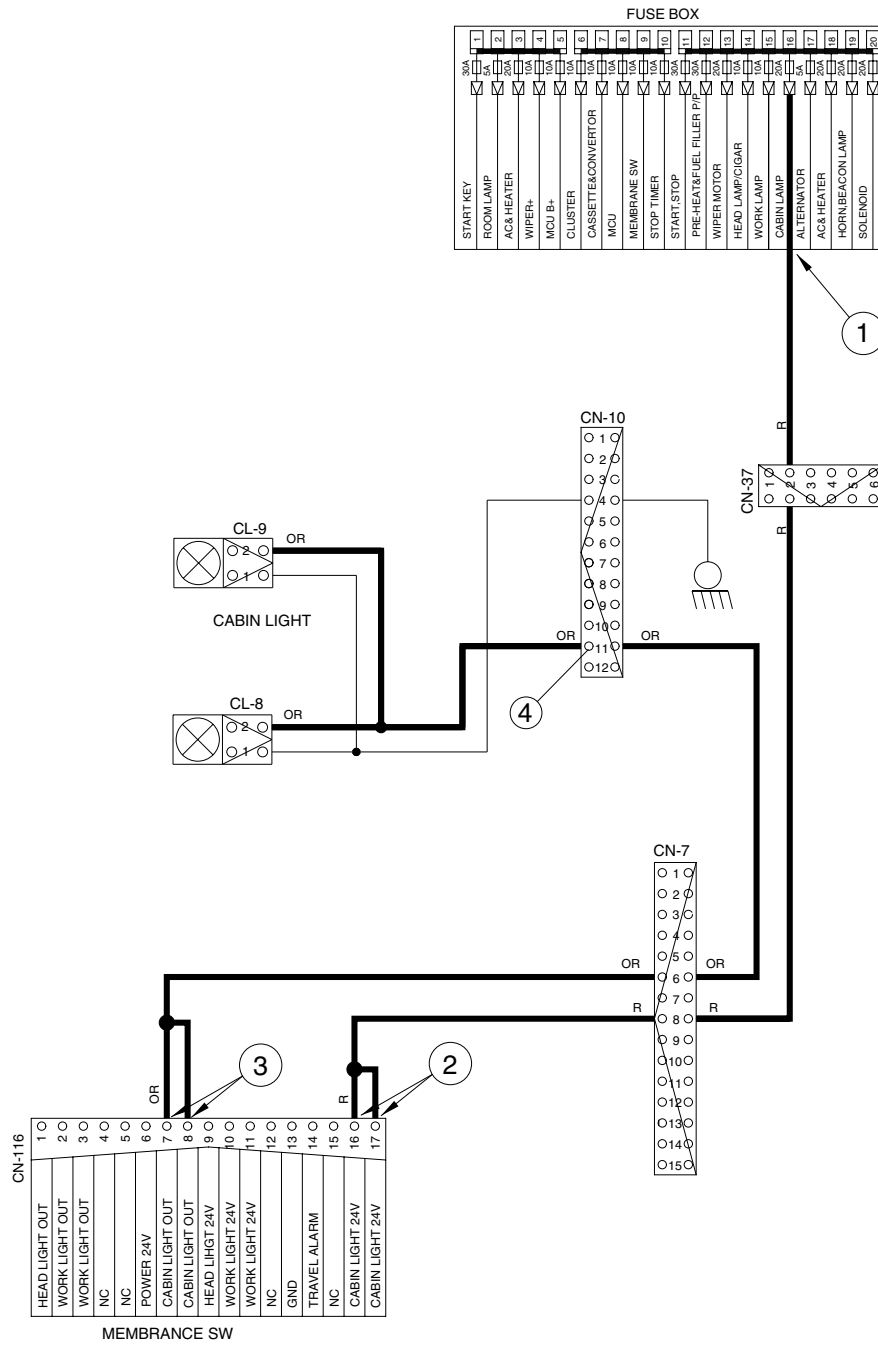 FUSE BOX
1 2 3 4 5 6 7 8 9 10 11 12 13 14 15 16 17 18 19 20
30A 5A 20A 10A 10A 10A 10A 10A 10A 10A 30A 20A 20A 10A 20A 10A 5A 20A 20A 10A
START KEY
ROOM LAMP
AC& HEATER
WIPER+
MCU B+
CLUSTER
CASSETTE&CONVERTOR
MCU
MEMBRANE SW
STOP TIMER
START,STOP
PRE-HEAT&FUEL FILLER P/P
WIPER MOTOR
HEAD LAMP/CIGAR
WORK LAMP
CABIN LAMP
ALTERNATOR
AC& HEATER
HORN,BEACON LAMP
SOLENOID
1
R
CN-37
1 2 3 4 5 6
R
CN-10
1
2
3
4
5
6
7
8
9
10
11
12
OR
OR
4
CL-9
OR
2
1
CABIN LIGHT
CL-8
OR
2
1
CN-7
1
2
3
4
5
6
7
8
9
10
11
12
13
14
15
OR
OR
R
R
3
2
OR
R
CN-116
1 2 3 4 5 6 7 8 9 10 11 12 13 14 15 16 17
HEAD LIGHT OUT
WORK LIGHT OUT
WORK LIGHT OUT
NC
NC
POWER 24V
CABIN LIGHT OUT
CABIN LIGHT OUT
HEAD LIHGT 24V
WORK LIGHT 24V
WORK LIGHT 24V
NC
GND
TRAVEL ALARM
NC
CABIN LIGHT 24V
CABIN LIGHT 24V
MEMBRANCE SW